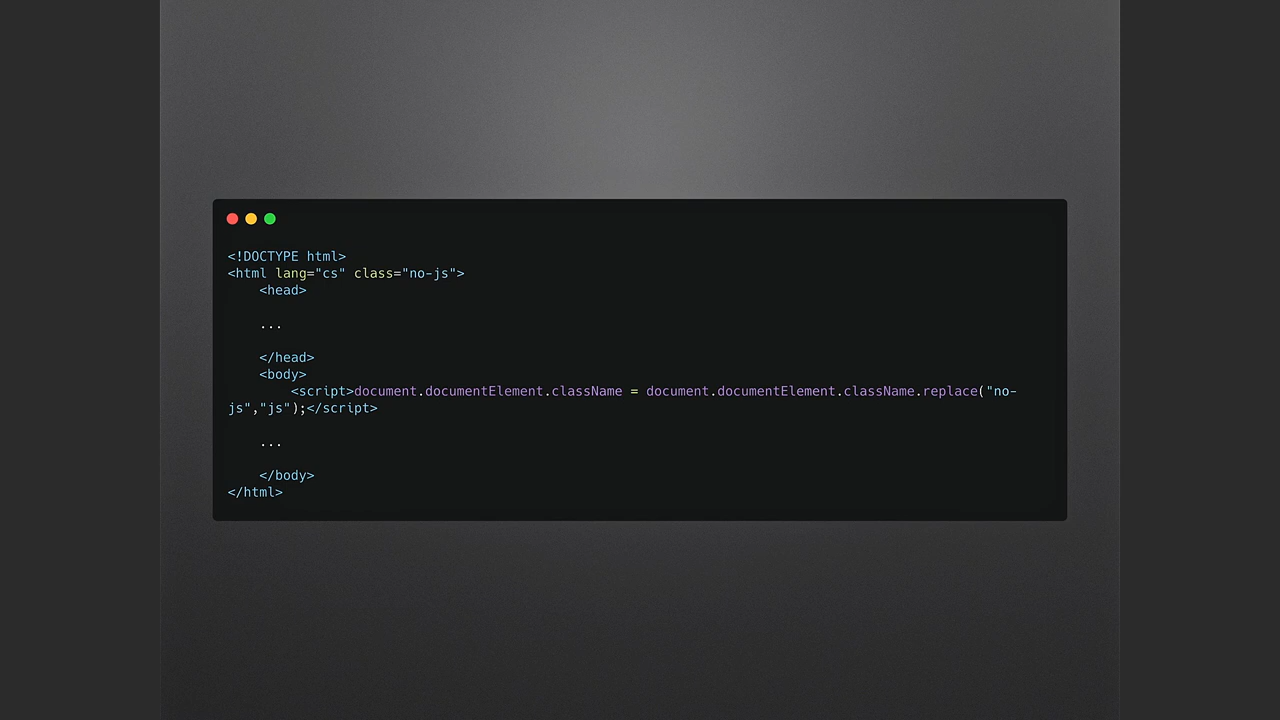 <!DOCTYPE html>
<html lang="cs" class="no-js">
    <head>
    ...
    </head>
    <body>
        <script>document.documentElement.className = document.documentElement.className.replace("no-
js","js");</script>
    ...
    </body>
</html>